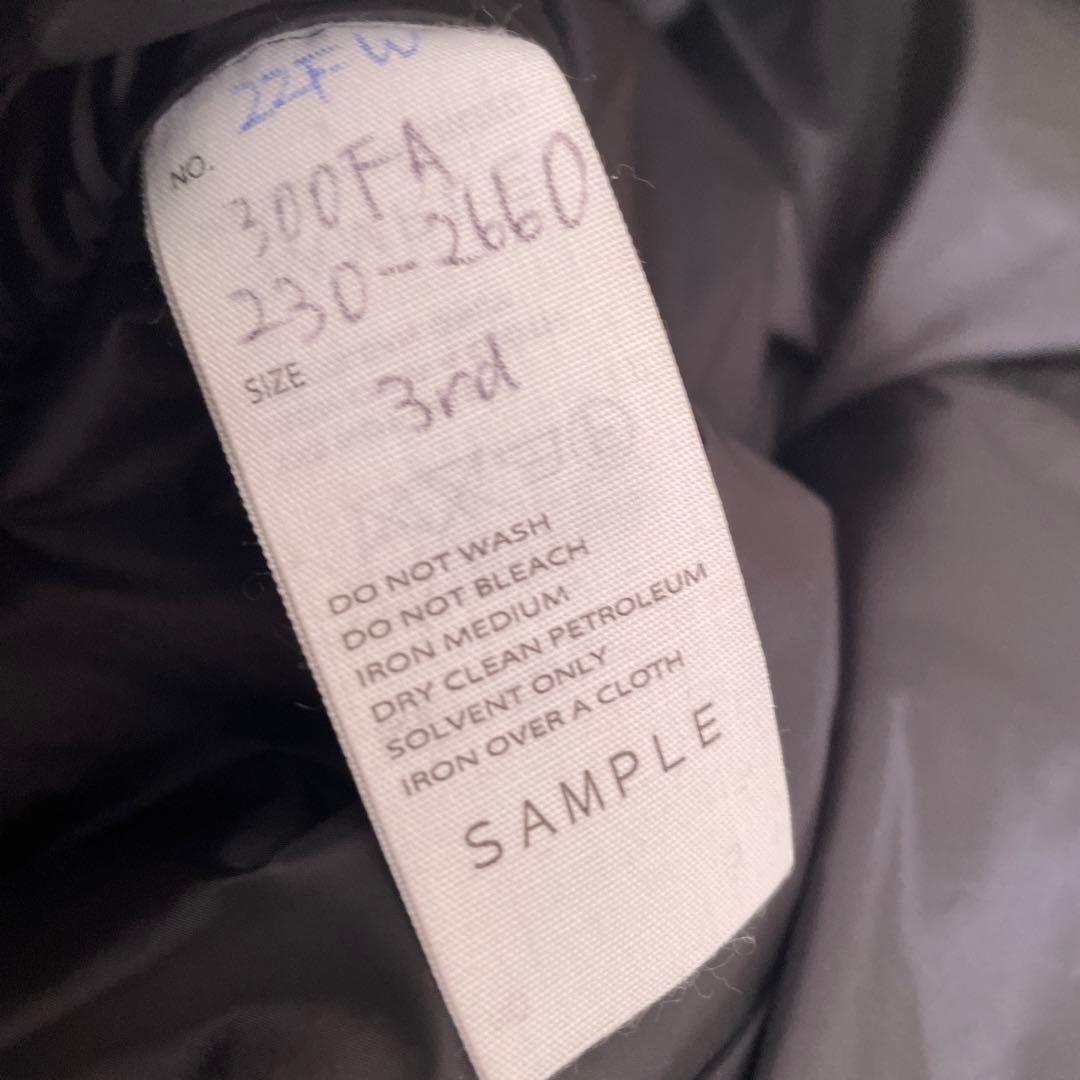 22F-W
NO.
300FA
230-2660
SIZE 3rd
DO NOT WASH
DO NOT BLEACH
IRON MEDIUM
DRY CLEAN PETROLEUM
SOLVENT ONLY
IRON OVER A CLOTH
SAMPLE